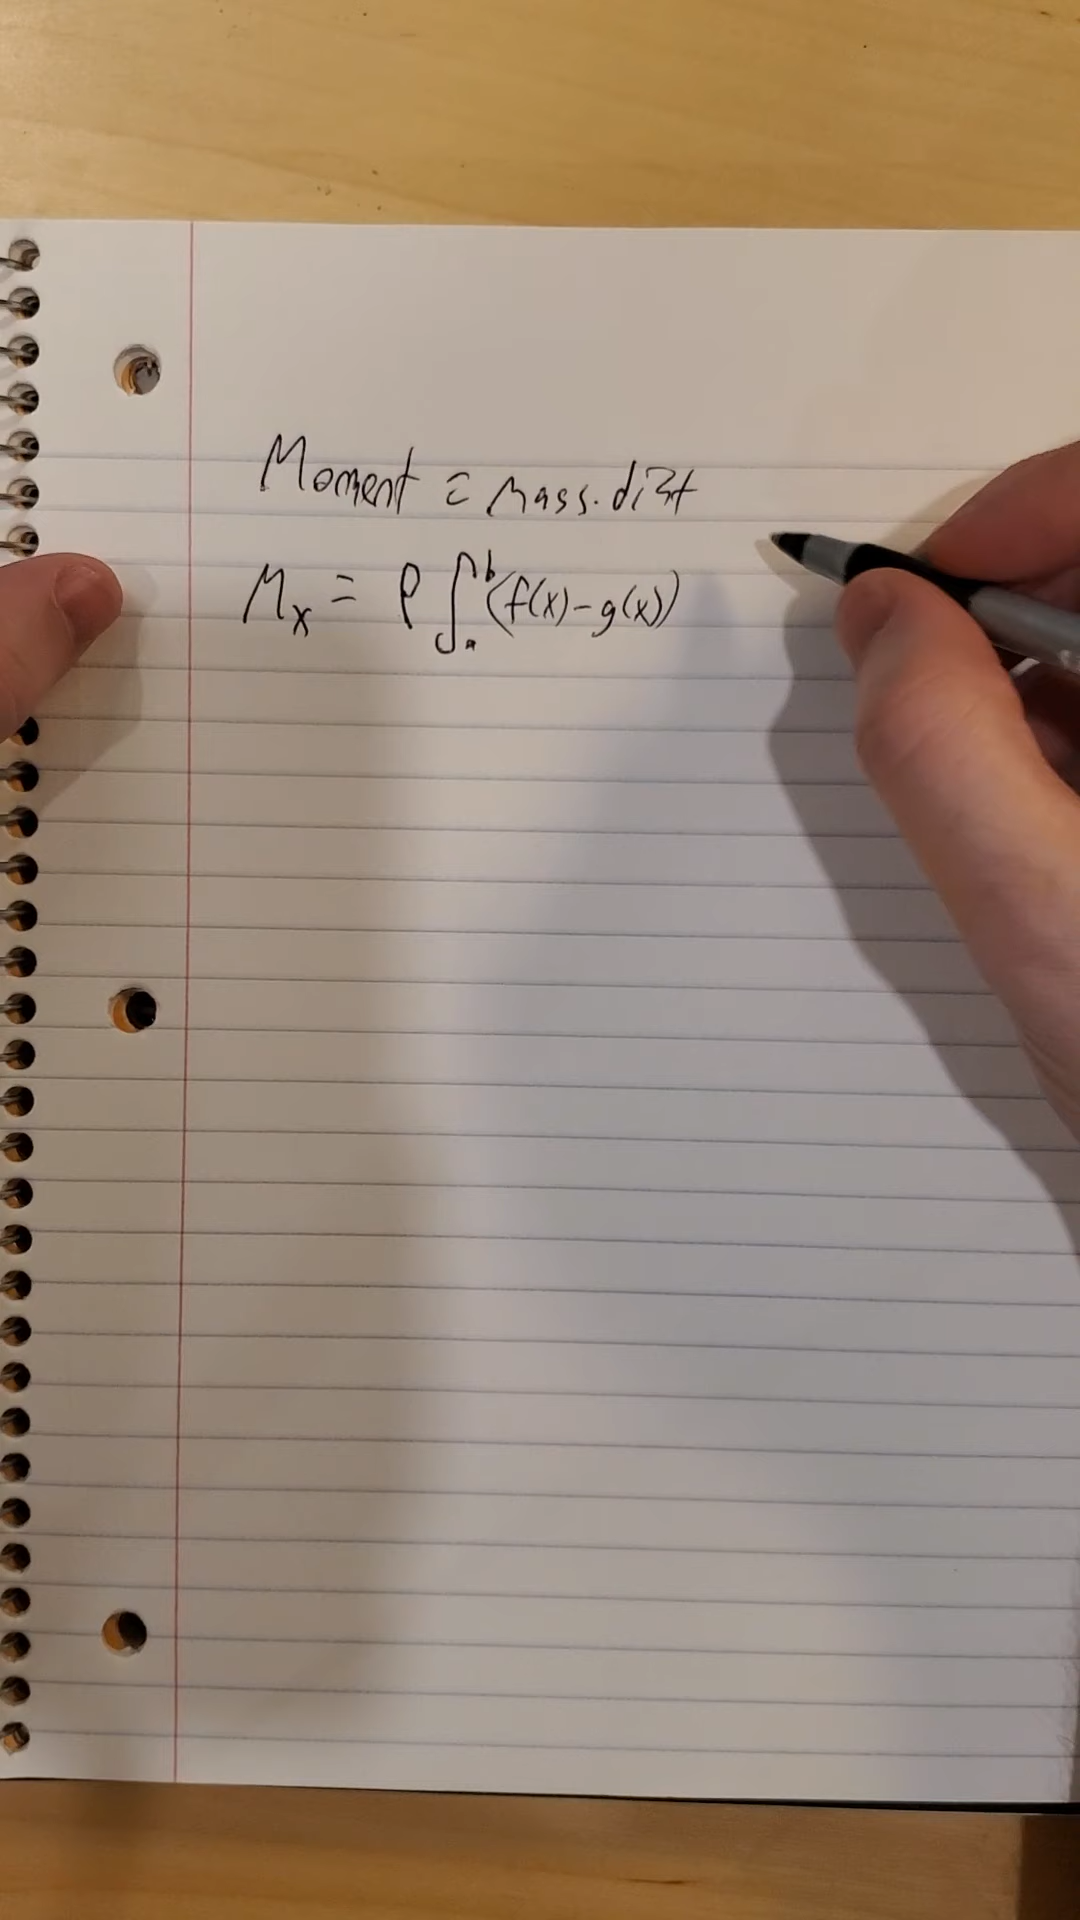 Moment = mass · dist
Mx = ρ∫ₐᵇ(f(x)-g(x))